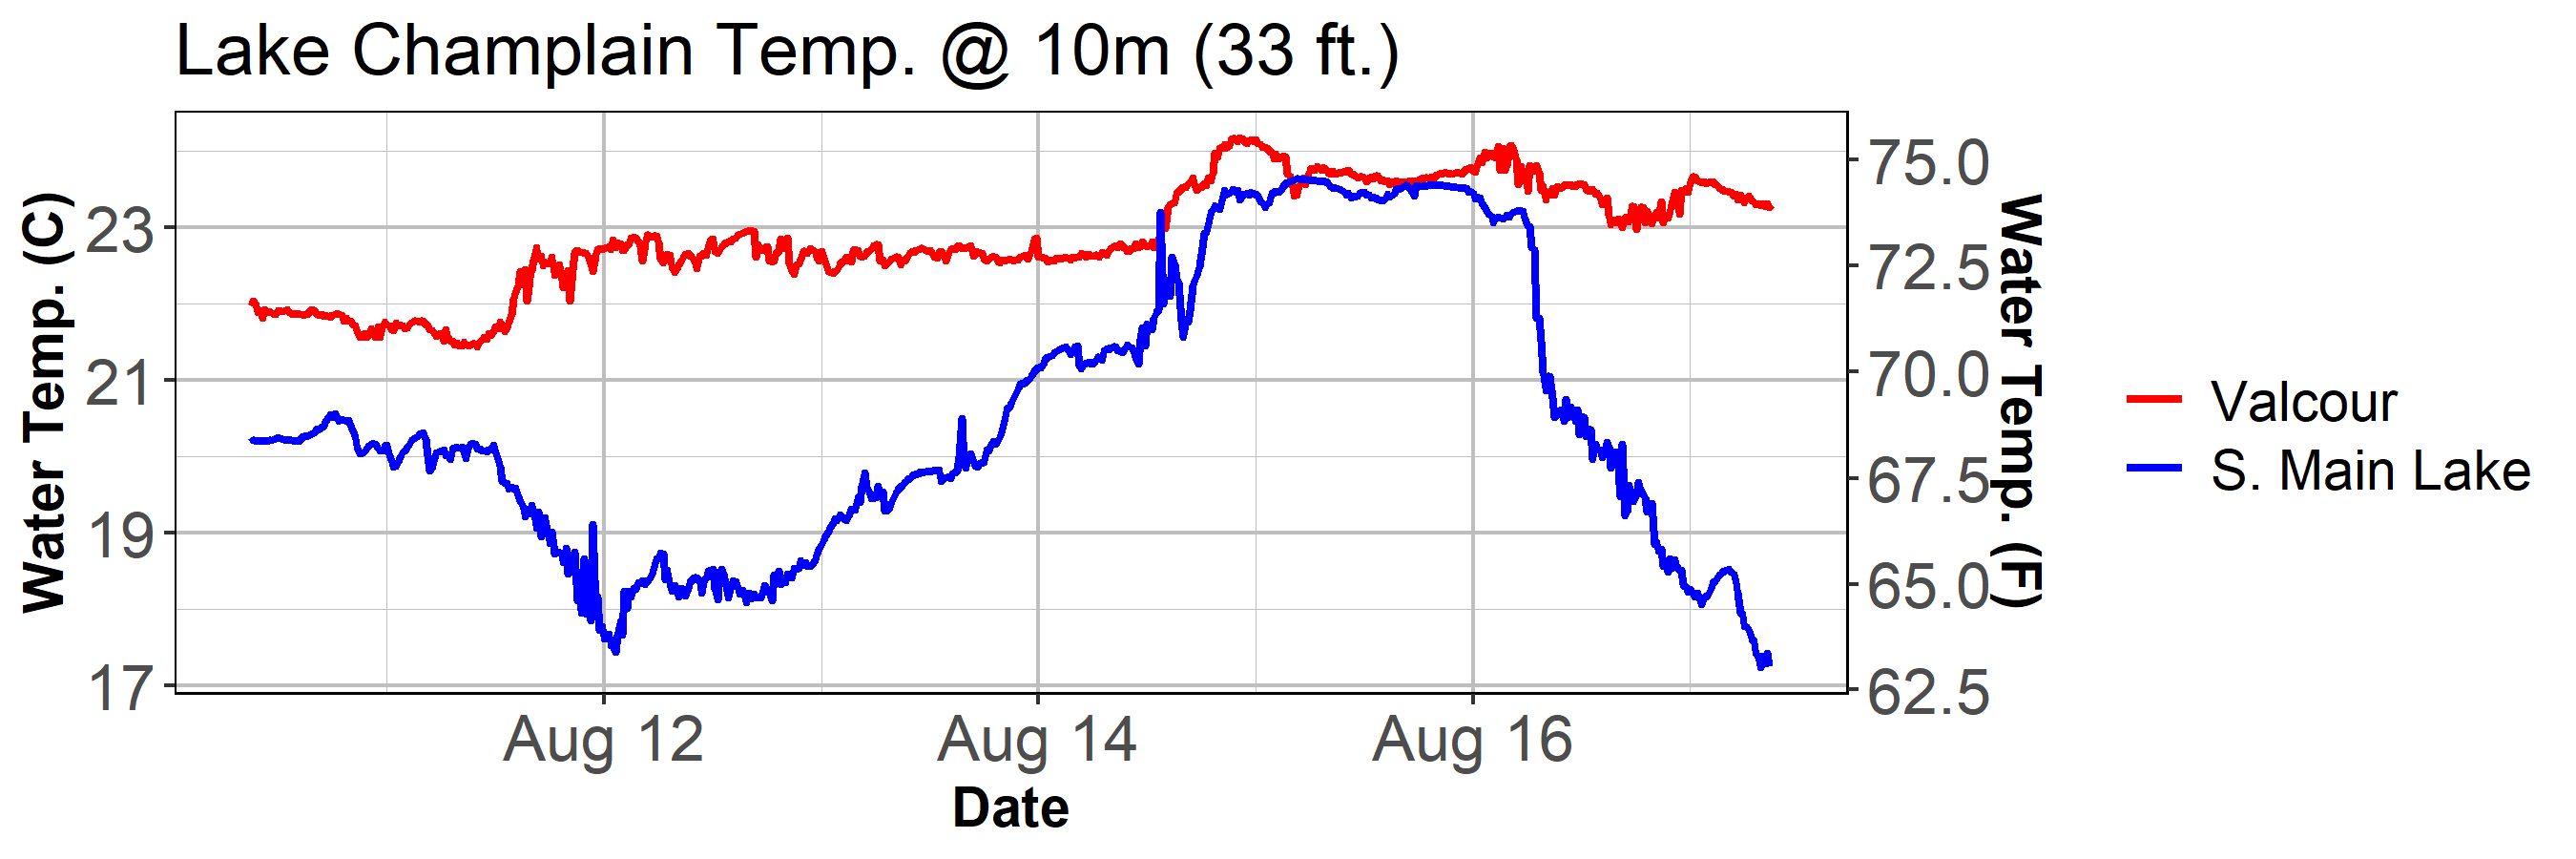 Lake Champlain Temp. @ 10m (33 ft.)
Water Temp. (C)
23
21
19
17
75.0
72.5
70.0
67.5
65.0
62.5
Water Temp. (F)
Aug 12
Aug 14
Aug 16
Date
Valcour
S. Main Lake